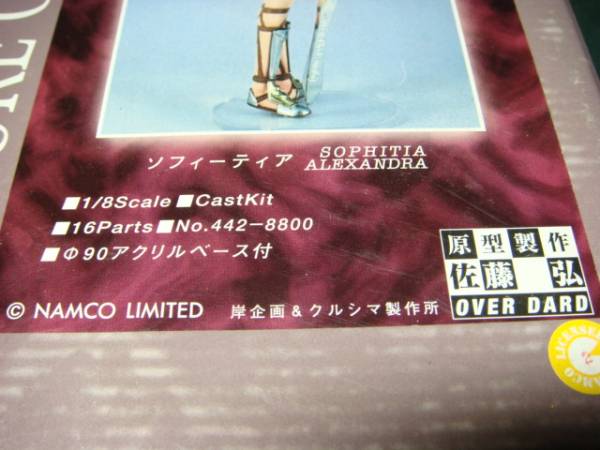 ソフィーティア SOPHITIA ALEXANDRA
■1/8Scale ■CastKit
■16Parts ■No.442-8800
■Φ90アクリルベース付
© NAMCO LIMITED 岸企画&クルシマ製作所
原型製作
佐藤 弘
OVER DARD
LICENSED
NAMCO